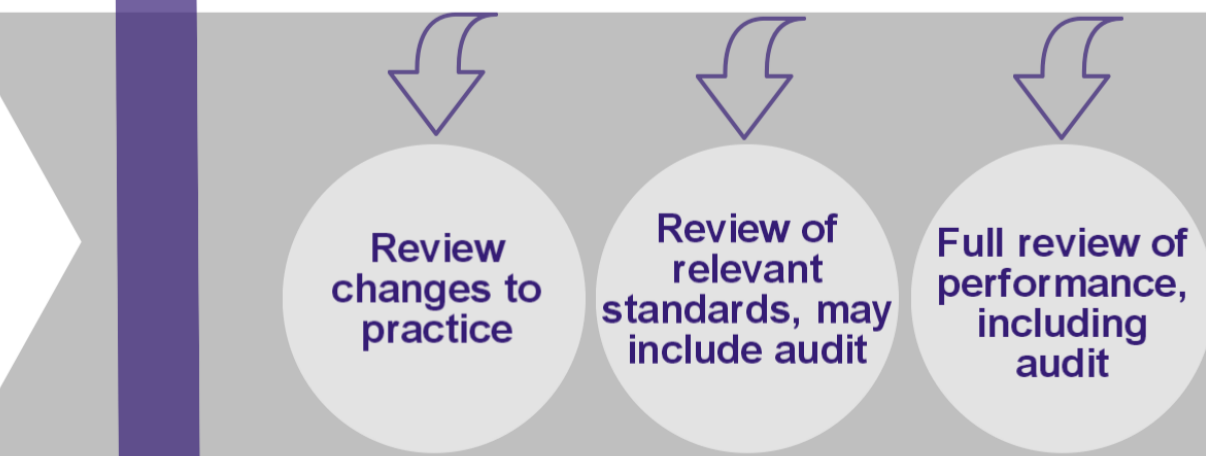 Review
changes to
practice
Review of
relevant
standards, may
include audit
Full review of
performance,
including
audit